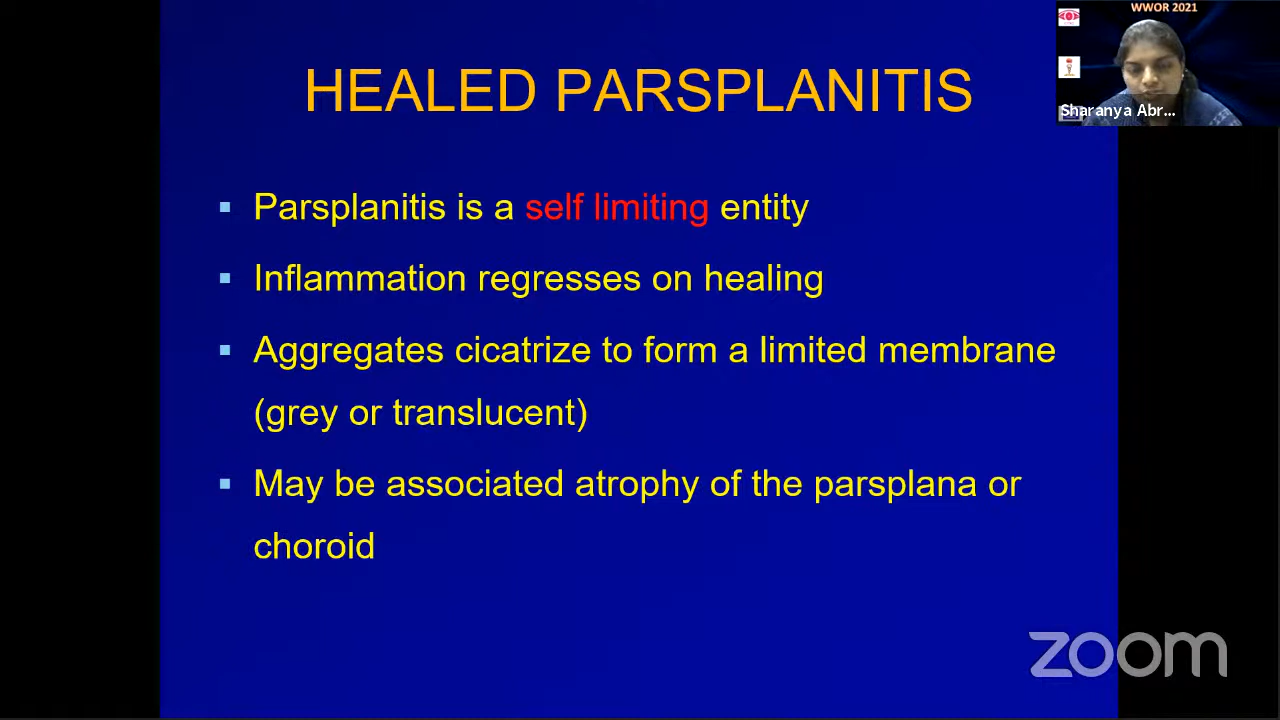 WWOR 2021
HEALED PARSPLANITIS
Sharanya Abr...
Parsplanitis is a self limiting entity
Inflammation regresses on healing
Aggregates cicatrize to form a limited membrane
(grey or translucent)
May be associated atrophy of the parsplana or
choroid
zoom